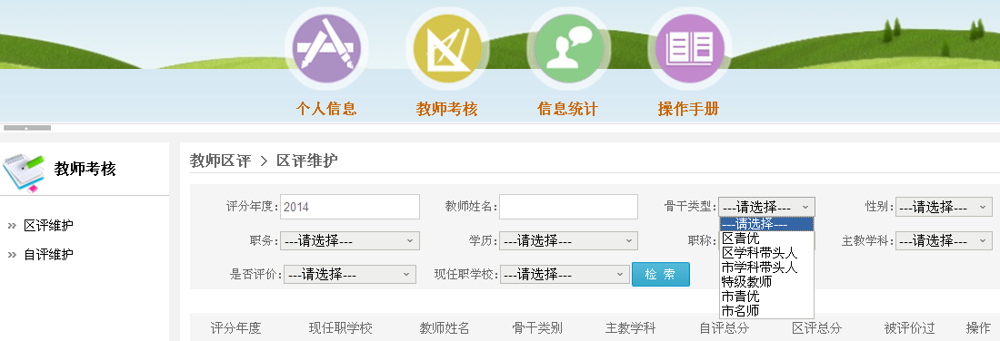 个人信息 教师考核 信息统计 操作手册
教师考核
区评维护
自评维护
教师区评 > 区评维护
评分年度: 2014 教师姓名: 骨干类型: ---请选择--- 性别: ---请选择---
---请选择---
区青优
区学科带头人
市学科带头人
特级教师
市青优
市名师
职务: ---请选择--- 学历: ---请选择--- 职称: 主教学科: ---请选择---
是否评价: ---请选择--- 现任职学校: ---请选择--- 检 索
评分年度 现任职学校 教师姓名 骨干类别 主教学科 自评总分 区评总分 被评价过 操作